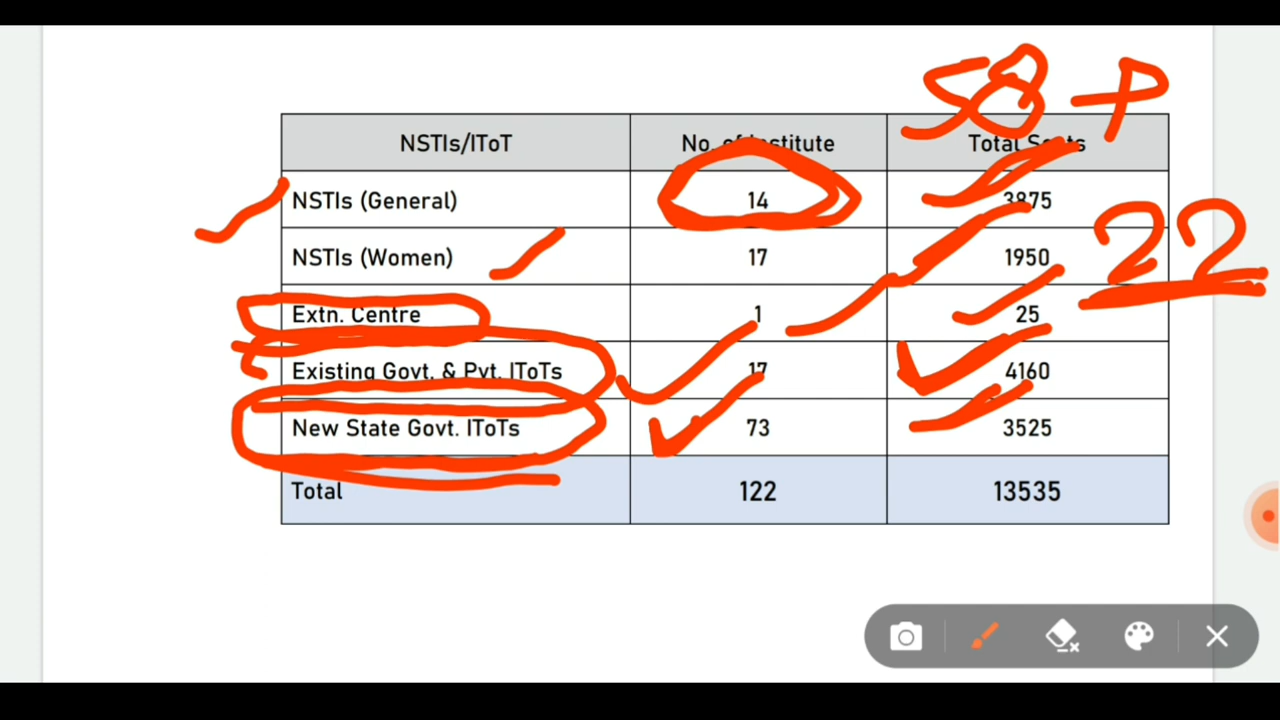 58 P
NSTIs/IToT No. of Institute Total Seats
NSTIs (General) 14 3875
22
NSTIs (Women) 17 1950
Extn. Centre 1 25
Existing Govt. & Pvt. IToTs 17 4160
New State Govt. IToTs 73 3525
Total 122 13535